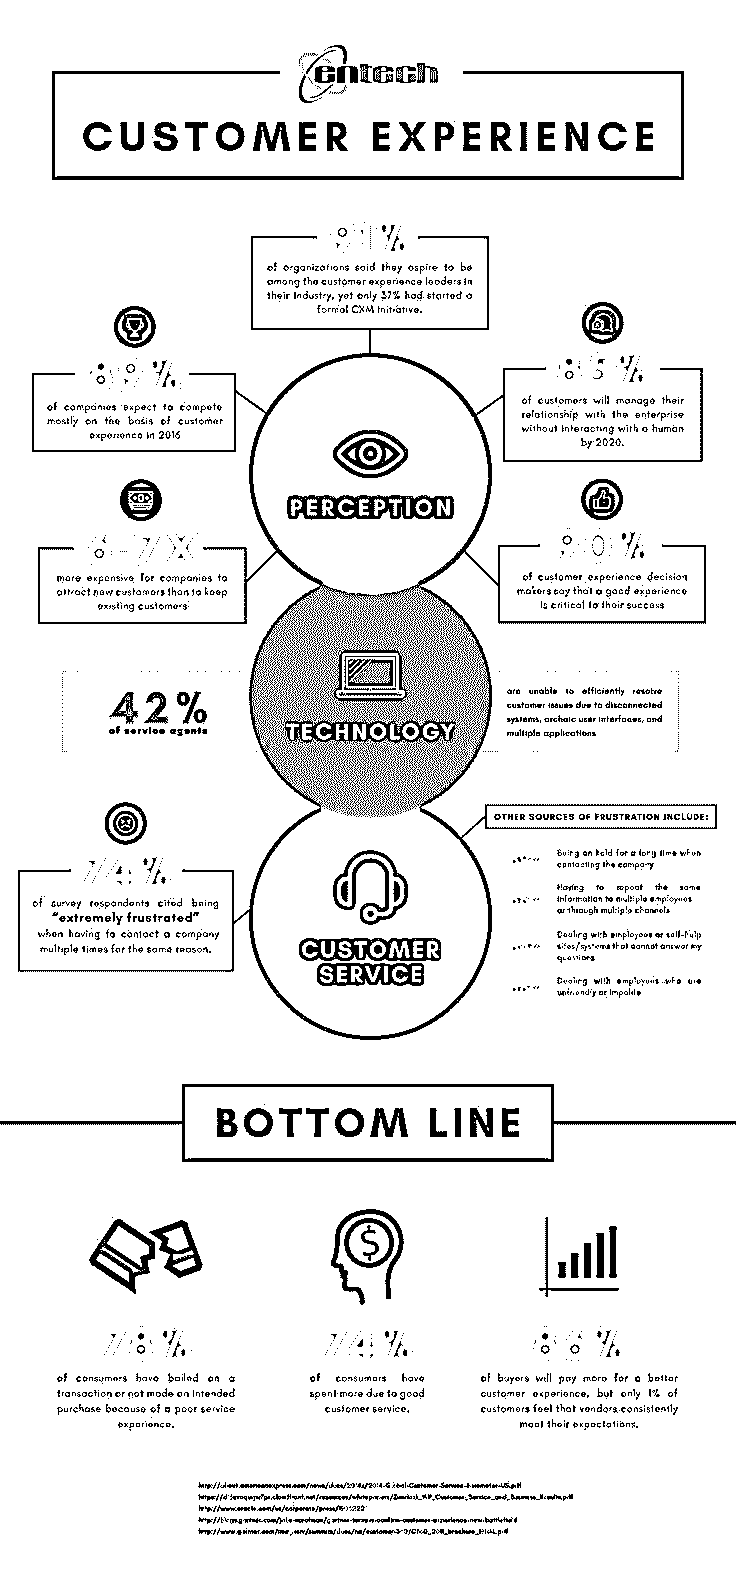 entech
CUSTOMER EXPERIENCE
91%
of organizations said they aspire to be
among the customer experience leaders in
their industry, yet only 37% had started a
formal CXM initiative.
89%
of companies expect to compete
mostly on the basis of customer
experience in 2016
85%
of customers will manage their
relationship with the enterprise
without interacting with a human
by 2020.
PERCEPTION
6-7X
more expensive for companies to
attract new customers than to keep
existing customers
90%
of customer experience decision
makers say that a good experience
is critical to their success
42%
of service agents
TECHNOLOGY
are unable to efficiently resolve
customer issues due to disconnected
systems, archaic user interfaces, and
multiple applications
74%
of survey respondents cited being
"extremely frustrated"
when having to contact a company
multiple times for the same reason.
CUSTOMER
SERVICE
OTHER SOURCES OF FRUSTRATION INCLUDE:
Being on hold for a long time when
contacting the company
Having to repeat the same
information to multiple employees
or through multiple channels
Dealing with employees or self-help
sites/systems that cannot answer my
questions
Dealing with employees who are
unfriendly or impolite
BOTTOM LINE
78%
of consumers have bailed on a
transaction or not made an intended
purchase because of a poor service
experience.
74%
of consumers have
spent more due to good
customer service.
86%
of buyers will pay more for a better
customer experience, but only 1% of
customers feel that vendors consistently
meet their expectations.